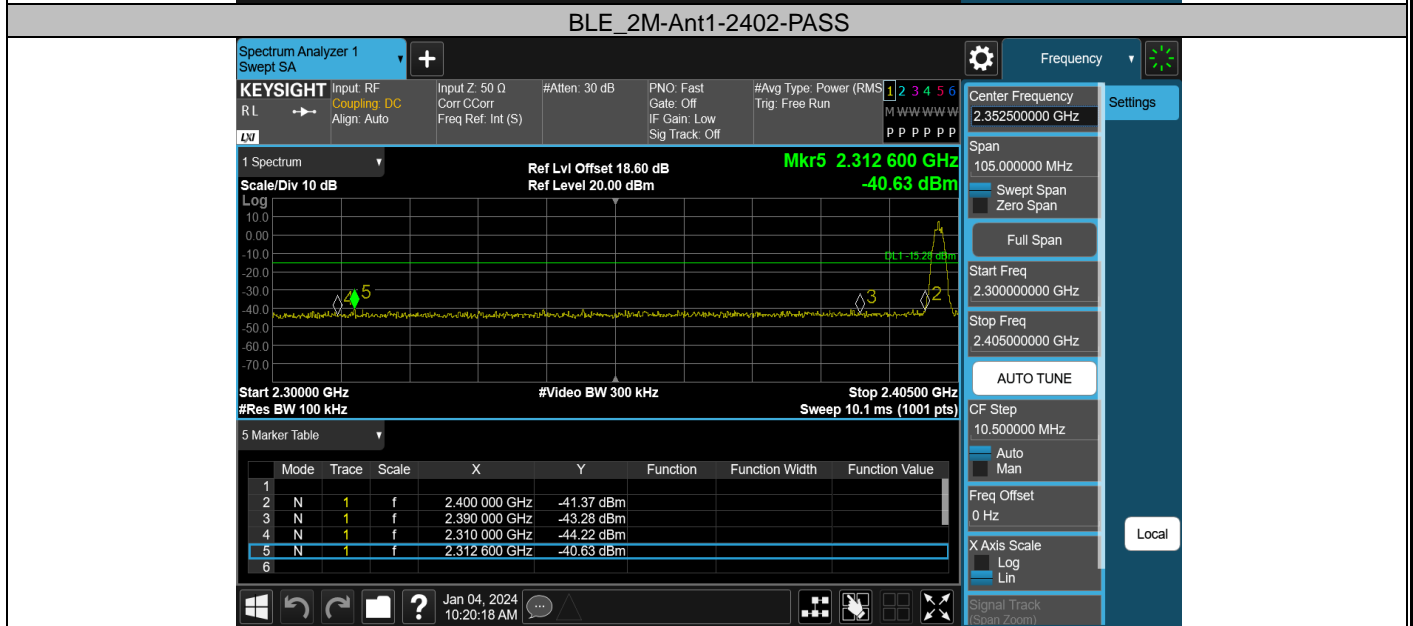 BLE_2M-Ant1-2402-PASS
Spectrum Analyzer 1
Swept SA
+
Frequency
KEYSIGHT
RL
LXI
Input: RF
Coupling: DC
Align: Auto
Input Z: 50 Ω
Corr CCorr
Freq Ref: Int (S)
#Atten: 30 dB
PNO: Fast
Gate: Off
IF Gain: Low
Sig Track: Off
#Avg Type: Power (RMS
Trig: Free Run
1 2 3 4 5 6
M W W W W W
P P P P P P
1 Spectrum
Scale/Div 10 dB
Ref Lvl Offset 18.60 dB
Ref Level 20.00 dBm
Mkr5 2.312 600 GHz
-40.63 dBm
Log
10.0
0.00
-10.0
-20.0
-30.0
-40.0
-50.0
-60.0
-70.0
DL1 -15.28 dBm
4 5
3
2
Start 2.30000 GHz
#Video BW 300 kHz
Stop 2.40500 GHz
#Res BW 100 kHz
Sweep 10.1 ms (1001 pts)
5 Marker Table
Mode Trace Scale X Y Function Function Width Function Value
1
2 N 1 f 2.400 000 GHz -41.37 dBm
3 N 1 f 2.390 000 GHz -43.28 dBm
4 N 1 f 2.310 000 GHz -44.22 dBm
5 N 1 f 2.312 600 GHz -40.63 dBm
6
?
Jan 04, 2024
10:20:18 AM
Center Frequency
2.352500000 GHz
Settings
Span
105.000000 MHz
Swept Span
Zero Span
Full Span
Start Freq
2.300000000 GHz
Stop Freq
2.405000000 GHz
AUTO TUNE
CF Step
10.500000 MHz
Auto
Man
Freq Offset
0 Hz
Local
X Axis Scale
Log
Lin
Signal Track
(Span Zoom)